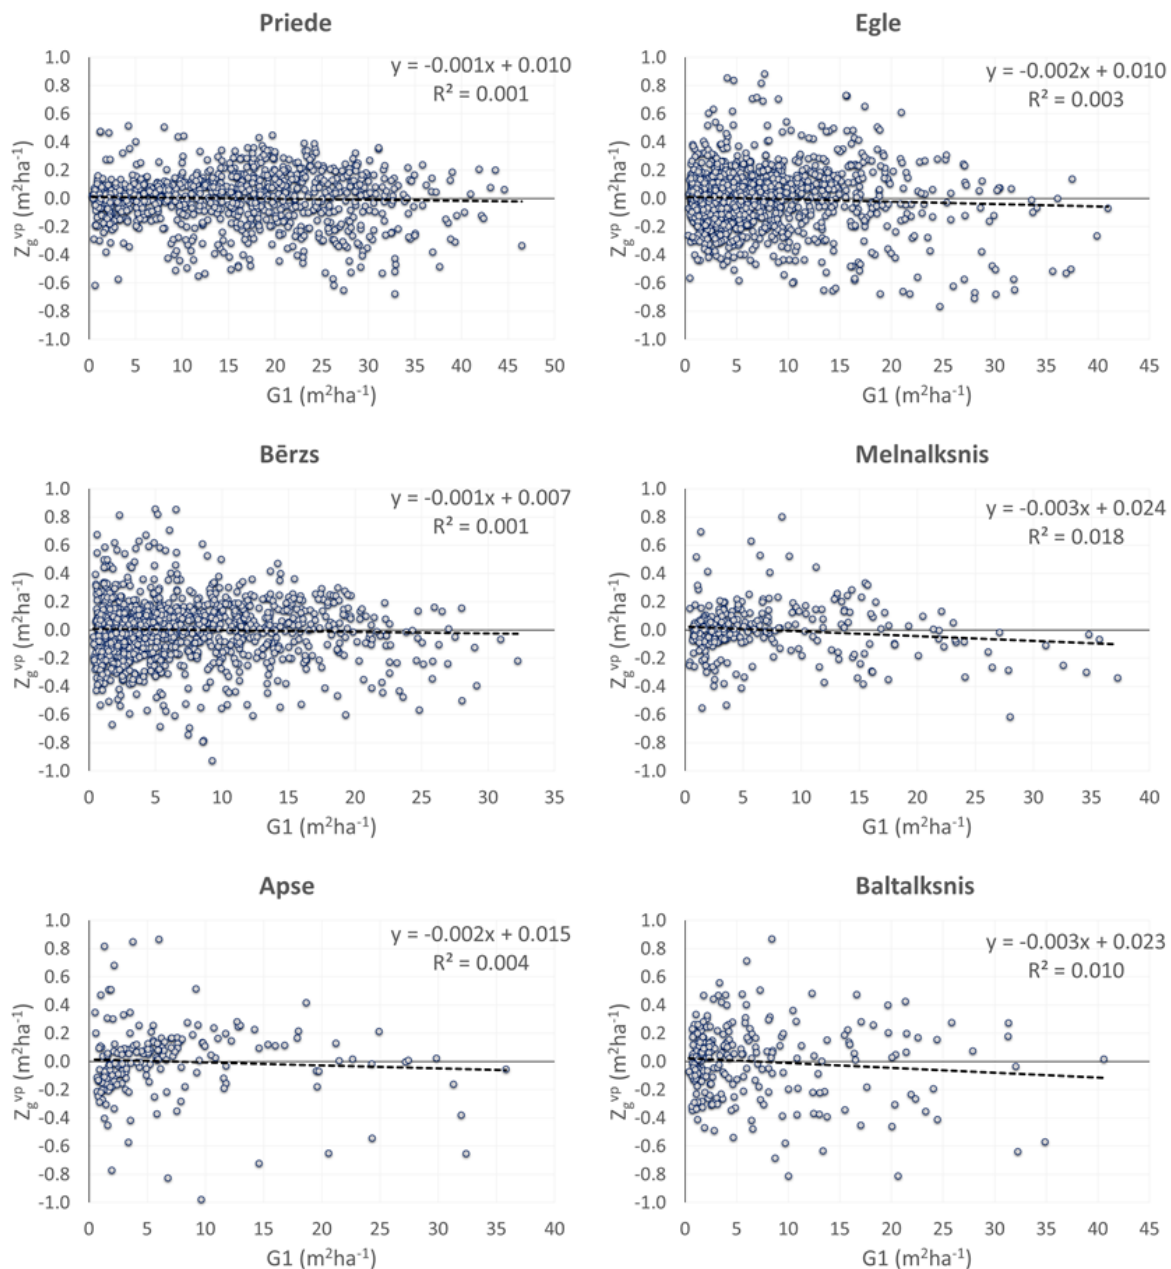 Priede
y = -0.001x + 0.010
R² = 0.001
Z_g^vp (m²ha⁻¹)
1.0
0.8
0.6
0.4
0.2
0.0
-0.2
-0.4
-0.6
-0.8
-1.0
0 5 10 15 20 25 30 35 40 45 50
G1 (m²ha⁻¹)
Egle
y = -0.002x + 0.010
R² = 0.003
Z_g^vp (m²ha⁻¹)
1.0
0.8
0.6
0.4
0.2
0.0
-0.2
-0.4
-0.6
-0.8
-1.0
0 5 10 15 20 25 30 35 40 45
G1 (m²ha⁻¹)
Bērzs
y = -0.001x + 0.007
R² = 0.001
Z_g^vp (m²ha⁻¹)
1.0
0.8
0.6
0.4
0.2
0.0
-0.2
-0.4
-0.6
-0.8
-1.0
0 5 10 15 20 25 30 35
G1 (m²ha⁻¹)
Melnalksnis
y = -0.003x + 0.024
R² = 0.018
Z_g^vp (m²ha⁻¹)
1.0
0.8
0.6
0.4
0.2
0.0
-0.2
-0.4
-0.6
-0.8
-1.0
0 5 10 15 20 25 30 35 40
G1 (m²ha⁻¹)
Apse
y = -0.002x + 0.015
R² = 0.004
Z_g^vp (m²ha⁻¹)
1.0
0.8
0.6
0.4
0.2
0.0
-0.2
-0.4
-0.6
-0.8
-1.0
0 5 10 15 20 25 30 35 40
G1 (m²ha⁻¹)
Baltalksnis
y = -0.003x + 0.023
R² = 0.010
Z_g^vp (m²ha⁻¹)
1.0
0.8
0.6
0.4
0.2
0.0
-0.2
-0.4
-0.6
-0.8
-1.0
0 5 10 15 20 25 30 35 40 45
G1 (m²ha⁻¹)